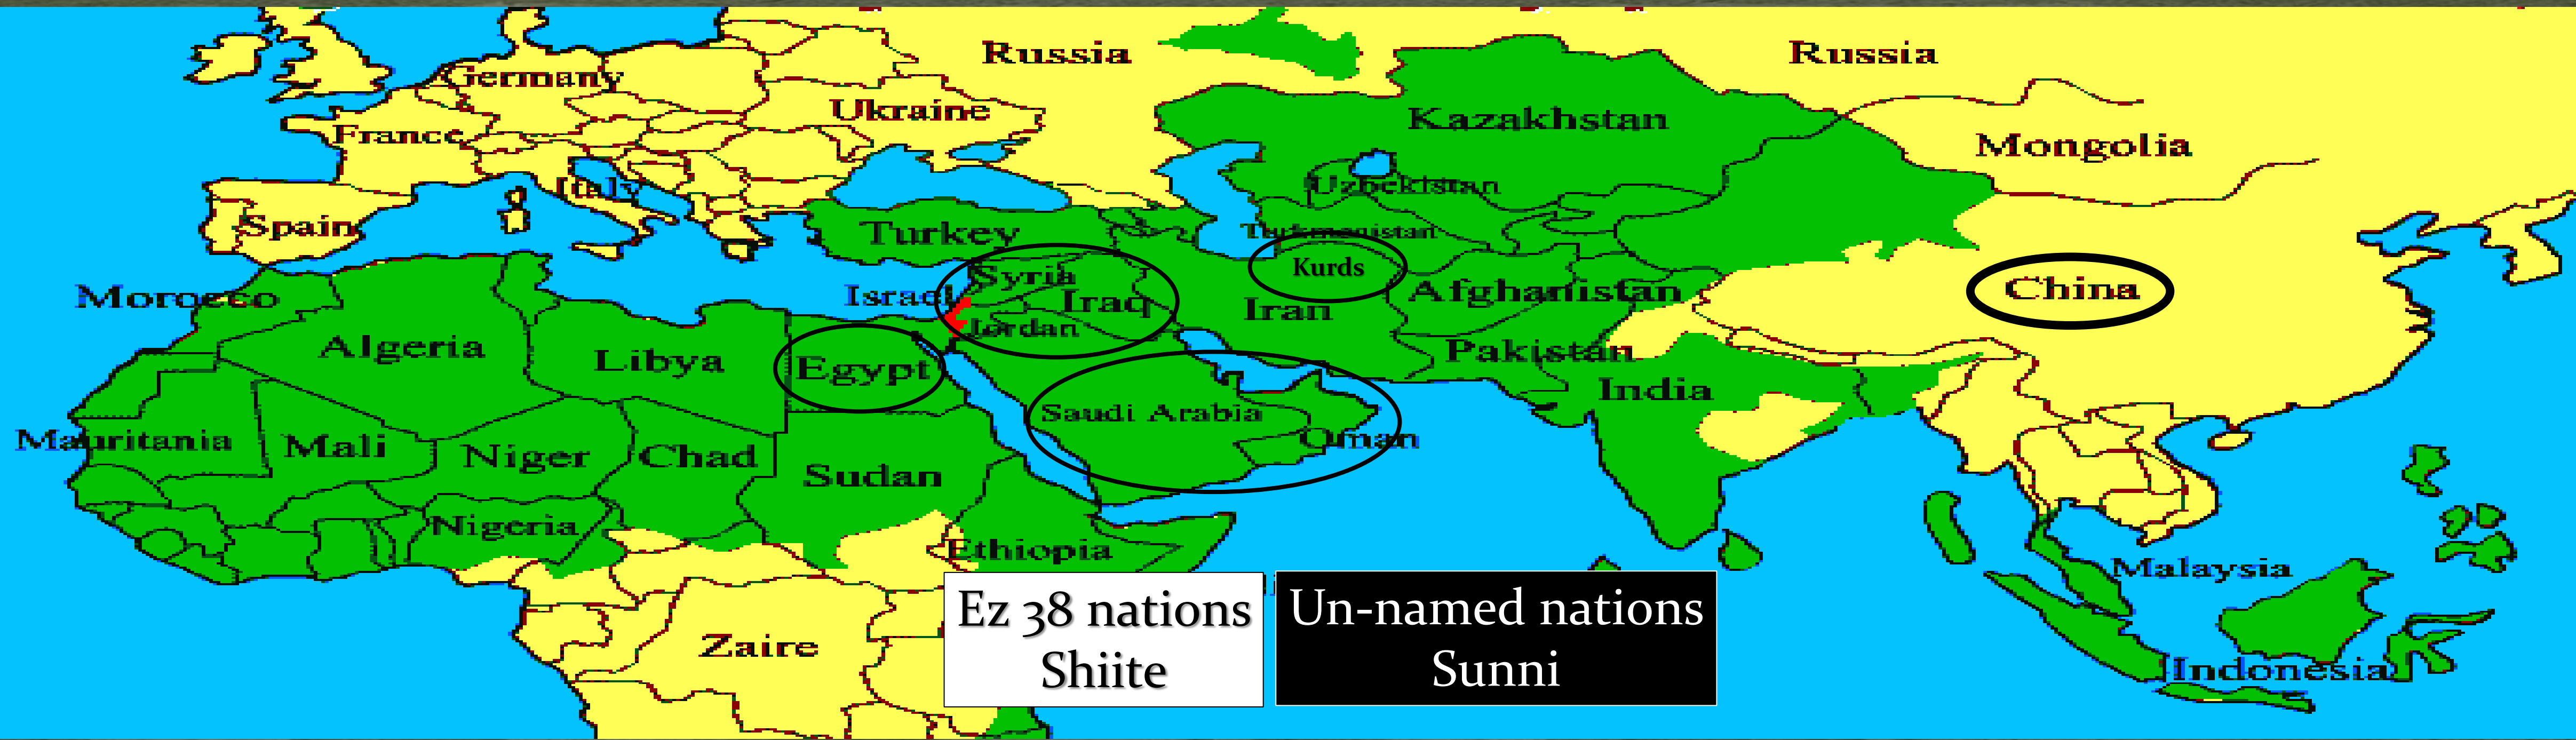 Russia
Russia
Germany
Ukraine
Kazakhstan
France
Mongolia
Italy
Uzbekistan
Spain
Turkey
Turkmenistan
Kurds
Syria
China
Morocco
Israel
Iraq
Iran
Afghanistan
Jordan
Algeria
Libya
Egypt
Pakistan
India
Saudi Arabia
Oman
Mauritania
Mali
Niger
Chad
Sudan
Nigeria
Ethiopia
Malaysia
Zaire
Indonesia
Ez 38 nations
Shiite
Un-named nations
Sunni